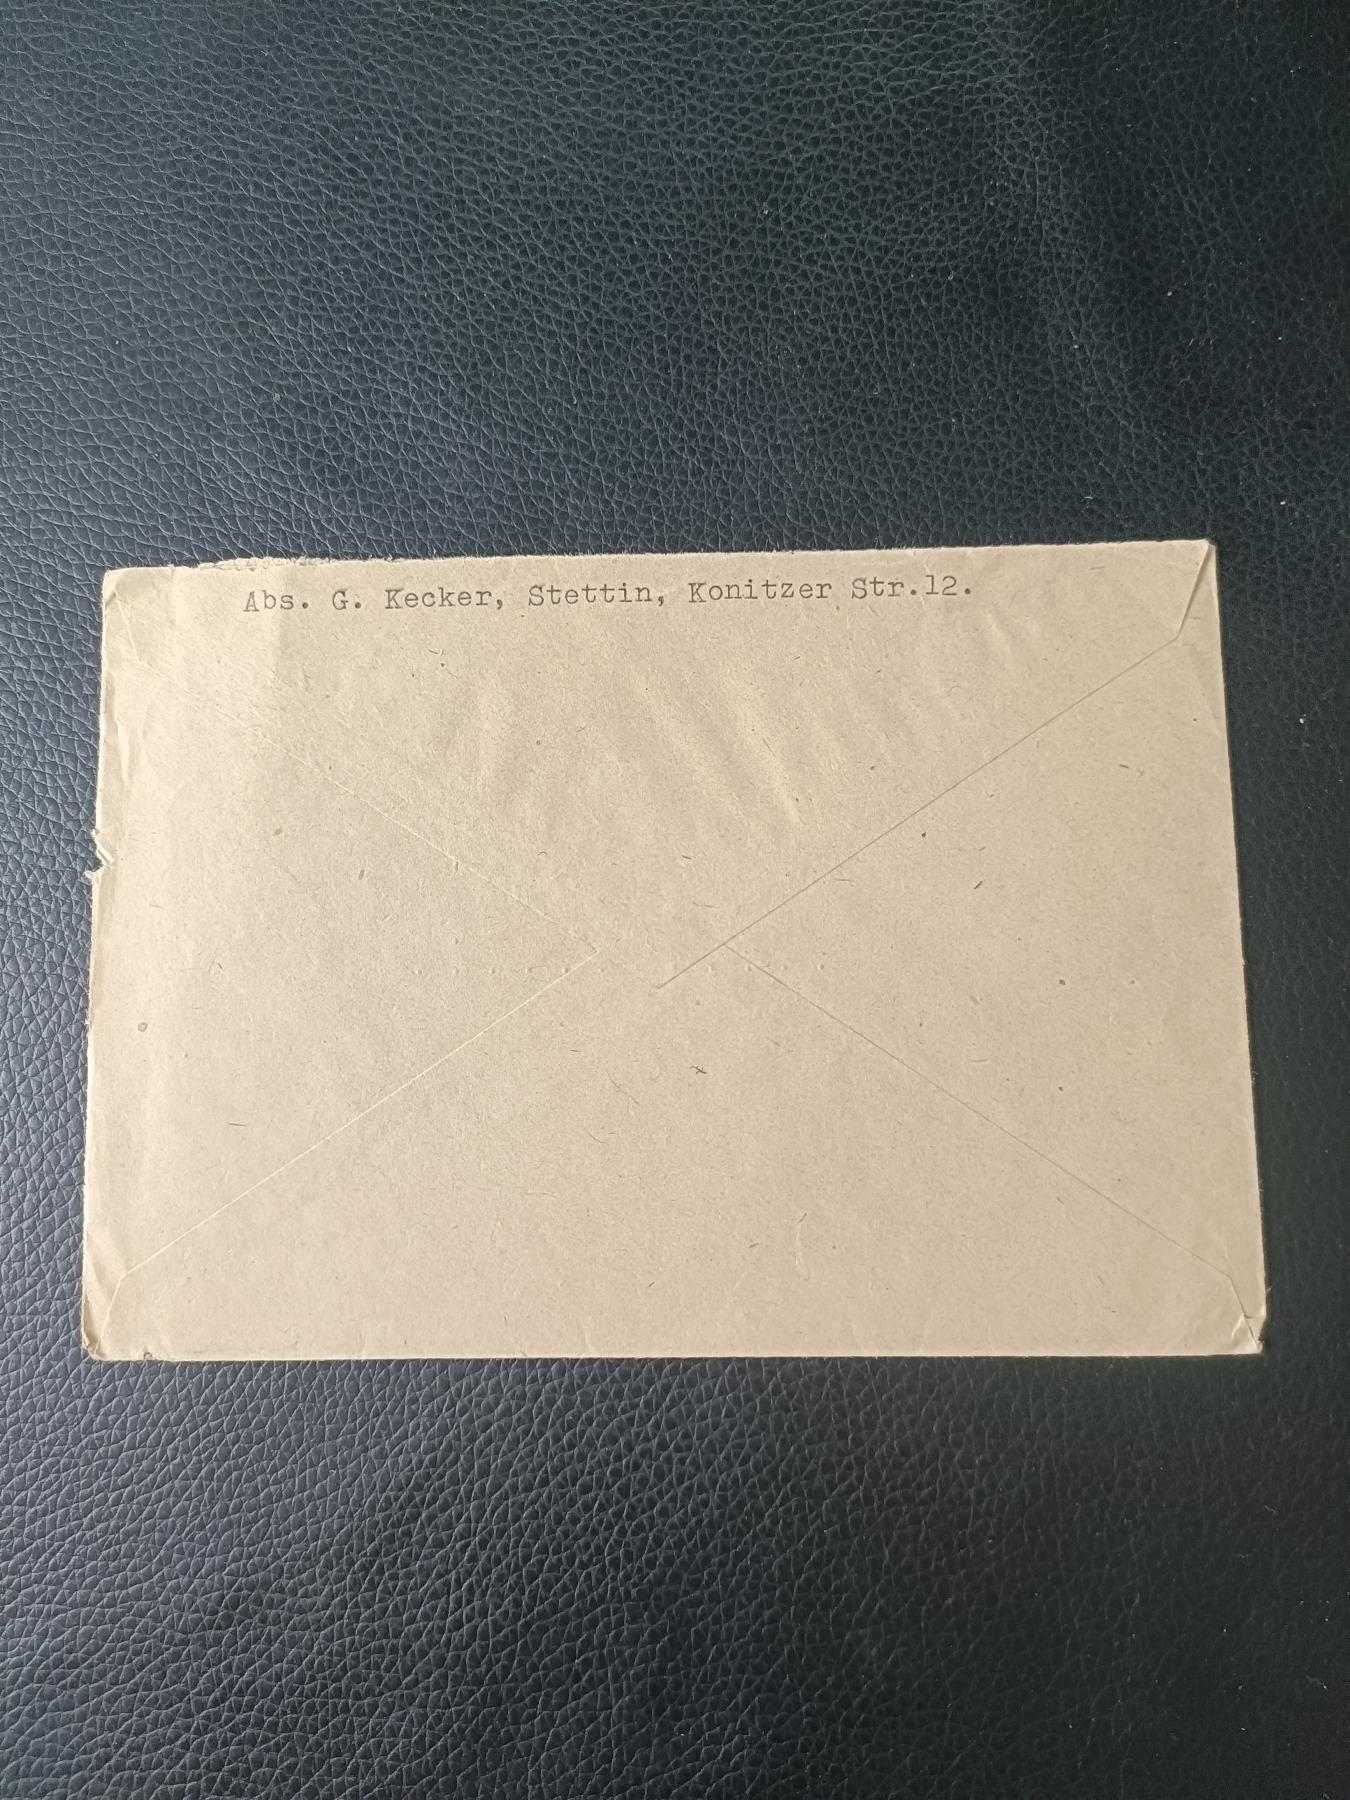 Abs. G. Kecker, Stettin, Konitzer Str.12.